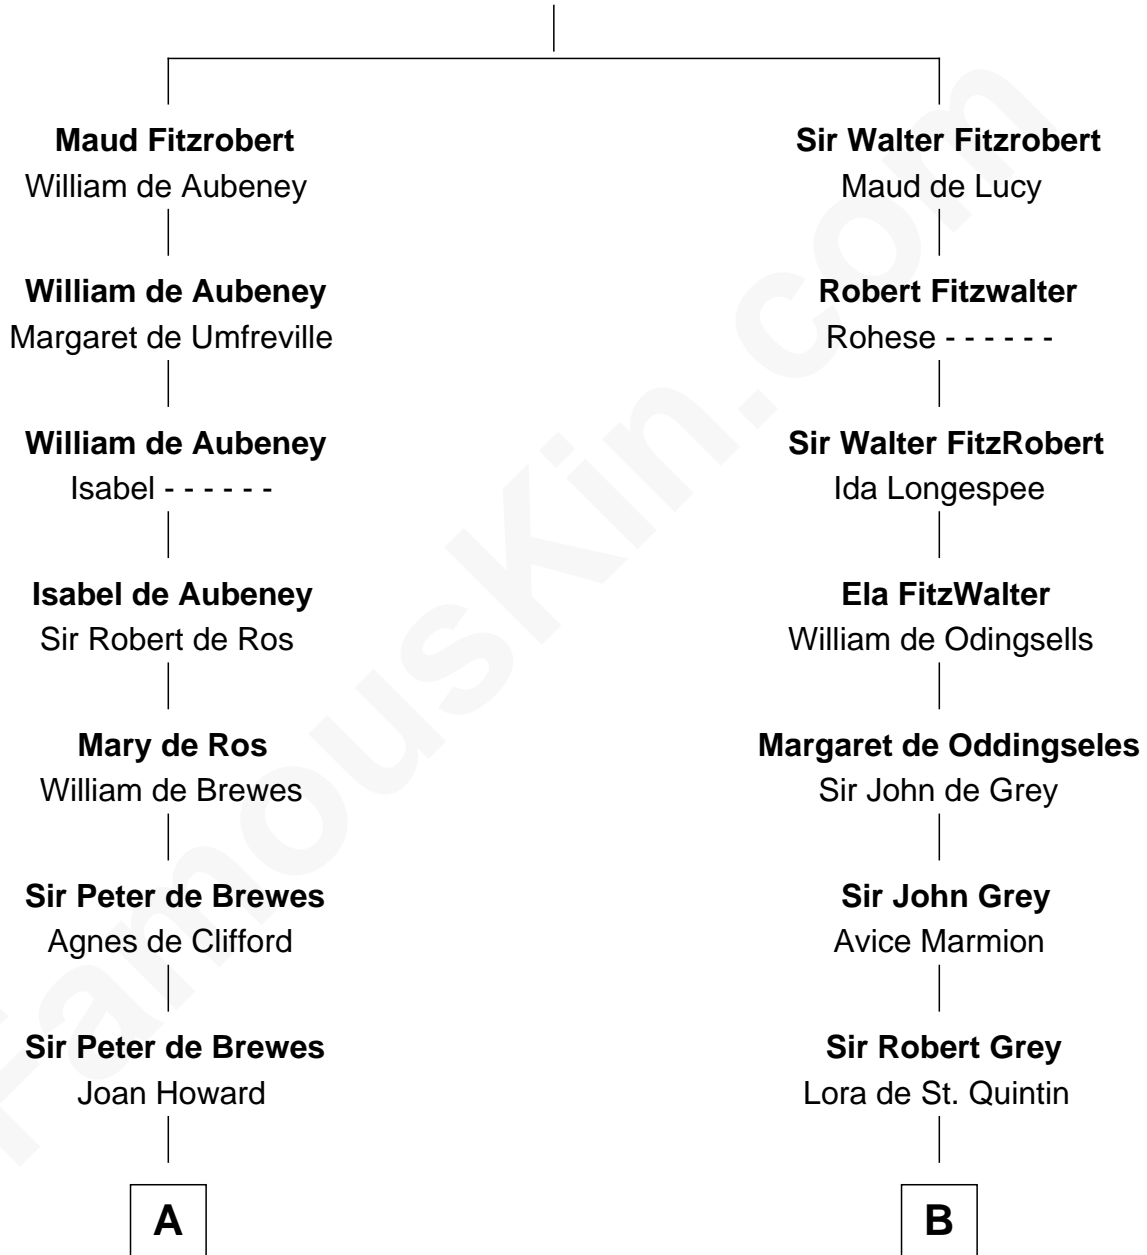 Maud Fitzrobert
William de Aubeney
William de Aubeney
Margaret de Umfreville
William de Aubeney
Isabel - - - - - -
Isabel de Aubeney
Sir Robert de Ros
Mary de Ros
William de Brewes
Sir Peter de Brewes
Agnes de Clifford
Sir Peter de Brewes
Joan Howard
A
Sir Walter Fitzrobert
Maud de Lucy
Robert Fitzwalter
Rohese - - - - - -
Sir Walter FitzRobert
Ida Longespee
Ela FitzWalter
William de Odingsells
Margaret de Oddingseles
Sir John de Grey
Sir John Grey
Avice Marmion
Sir Robert Grey
Lora de St. Quintin
B
FamousKin.com